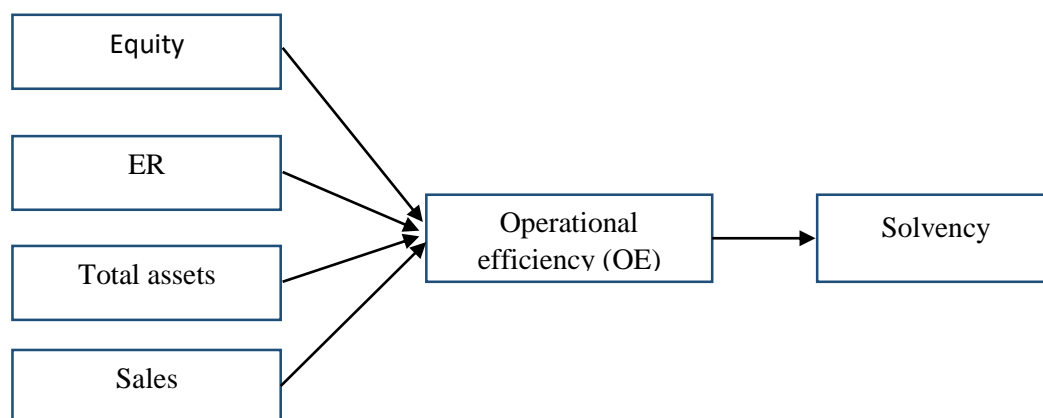 Equity
ER
Total assets
Sales
Operational
efficiency (OE)
Solvency